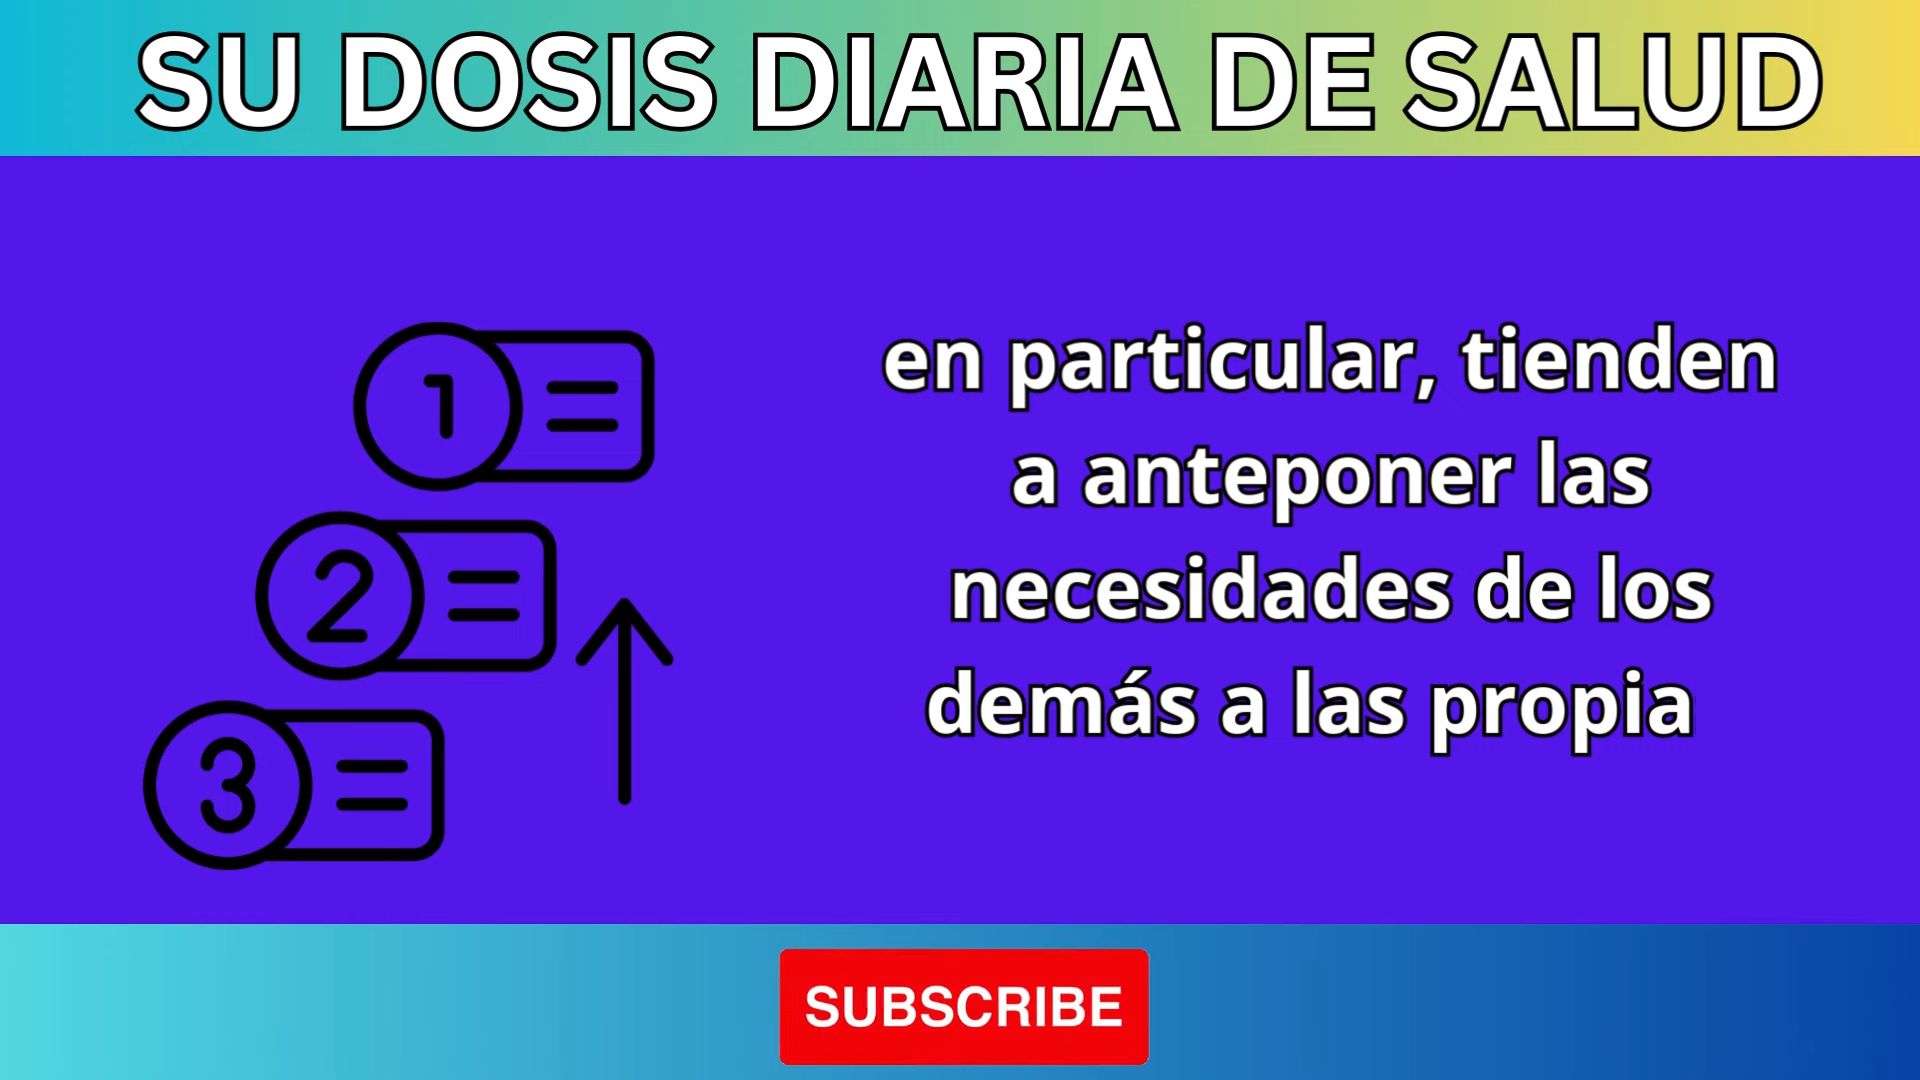 SU DOSIS DIARIA DE SALUD
1
2
3
en particular, tienden
a anteponer las
necesidades de los
demás a las propia
SUBSCRIBE